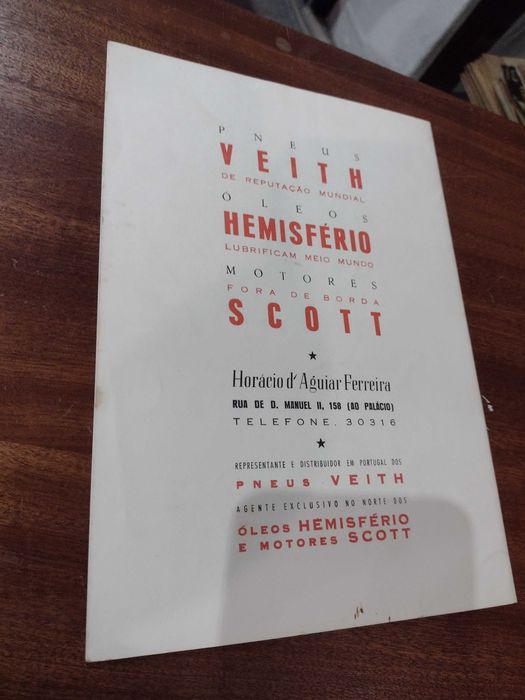 PNEUS
VEITH
DE REPUTAÇÃO MUNDIAL
ÓLEOS
HEMISFÉRIO
LUBRIFICAM MEIO MUNDO
MOTORES
FORA DE BORDA
SCOTT
Horácio d'Aguiar Ferreira
RUA DE D. MANUEL II, 158 (AO PALÁCIO)
TELEFONE, 30316
REPRESENTANTE E DISTRIBUIDOR EM PORTUGAL DOS
PNEUS VEITH
AGENTE EXCLUSIVO NO NORTE DOS
ÓLEOS HEMISFÉRIO
E MOTORES SCOTT